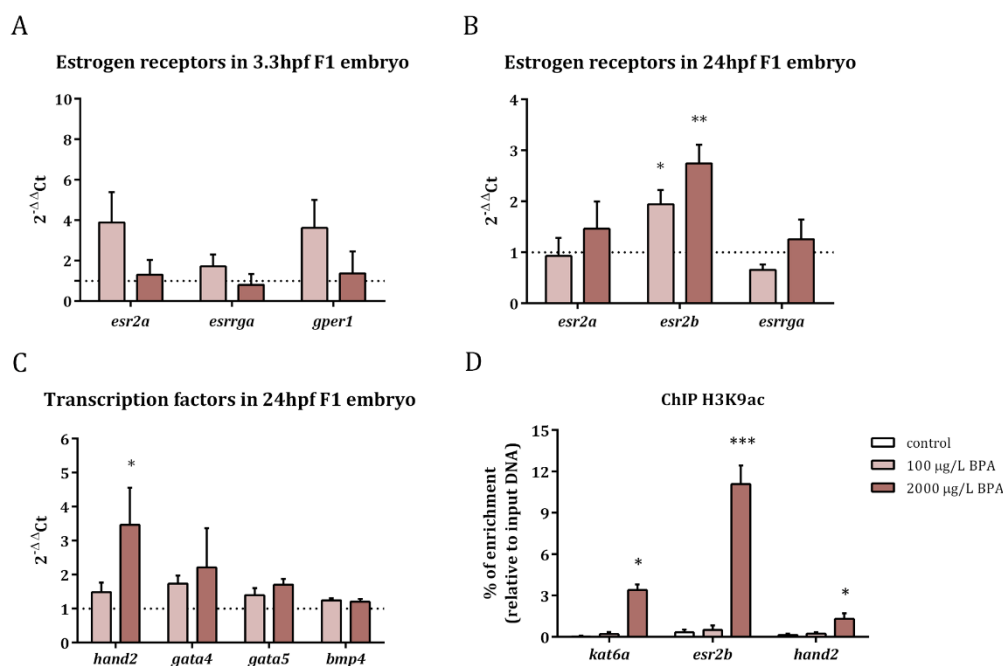 A
Estrogen receptors in 3.3hpf F1 embryo
10
8
6
4
2
0
2^-ΔΔCt
esr2a
esrrga
gper1
B
Estrogen receptors in 24hpf F1 embryo
4
3
2
1
0
2^-ΔΔCt
*
**
esr2a
esr2b
esrrga
C
Transcription factors in 24hpf F1 embryo
6
5
4
3
2
1
0
2^-ΔΔCt
*
hand2
gata4
gata5
bmp4
D
ChIP H3K9ac
15
12
9
6
3
0
% of enrichment
(relative to input DNA)
*
***
*
kat6a
esr2b
hand2
control
100 μg/L BPA
2000 μg/L BPA